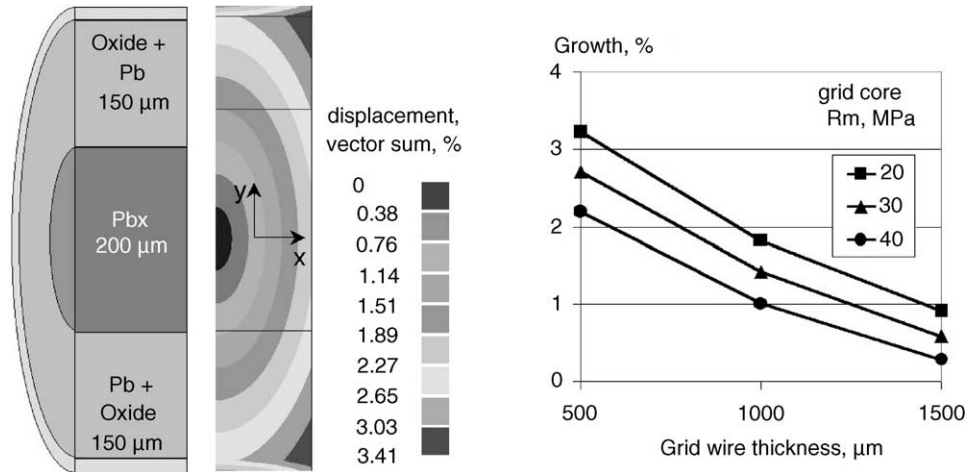 Oxide +
Pb
150 µm
Pbx
200 µm
Pb +
Oxide
150 µm
y
x
displacement,
vector sum, %
0
0.38
0.76
1.14
1.51
1.89
2.27
2.65
3.03
3.41
Growth, %
4
3
2
1
0
grid core
Rm, MPa
20
30
40
500
1000
1500
Grid wire thickness, µm